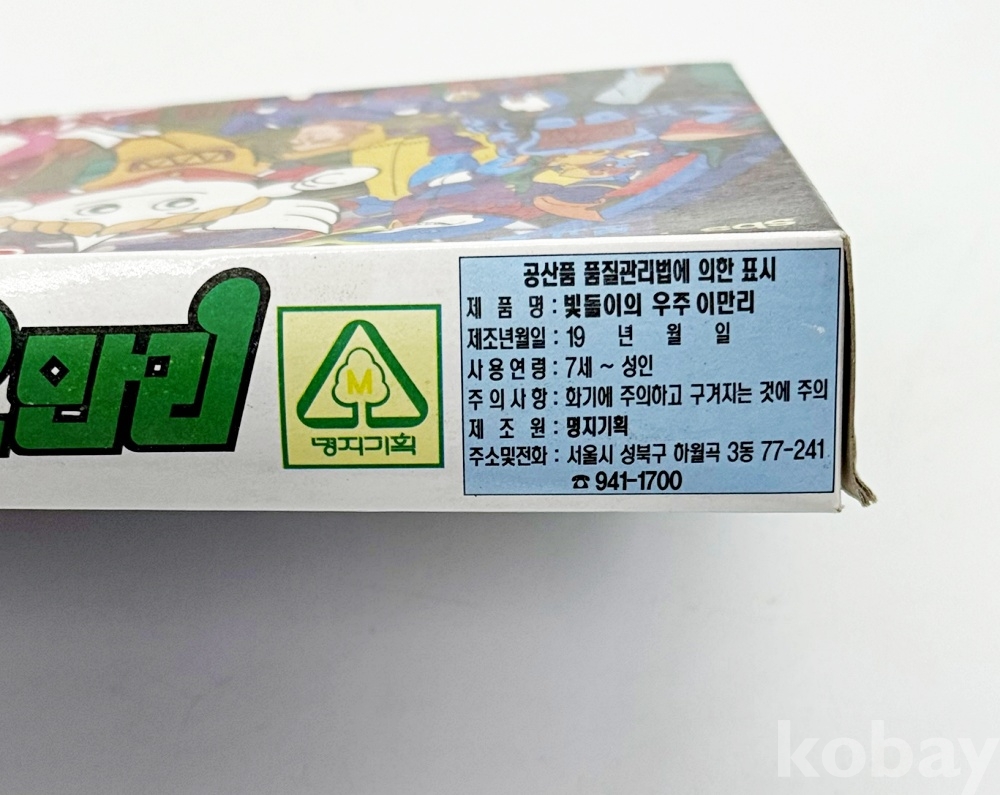 sbs
만리
M
명지기획
공산품 품질관리법에 의한 표시
제 품 명 : 빛돌이의 우주 이만리
제조년월일 : 19 년 월 일
사용연령 : 7세 ~ 성인
주의사항 : 화기에 주의하고 구겨지는 것에 주의
제 조 원 : 명지기획
주소및전화 : 서울시 성북구 하월곡 3동 77-241
☎ 941-1700
kobay